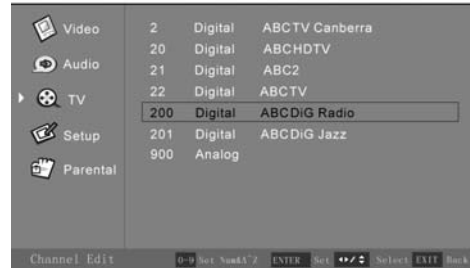 Video
Audio
TV
Setup
Parental
2 Digital ABCTV Canberra
20 Digital ABCHDTV
21 Digital ABC2
22 Digital ABCTV
200 Digital ABCDiG Radio
201 Digital ABCDiG Jazz
900 Analog
Channel Edit 0-9 Set ENTER Set Select EXIT Back